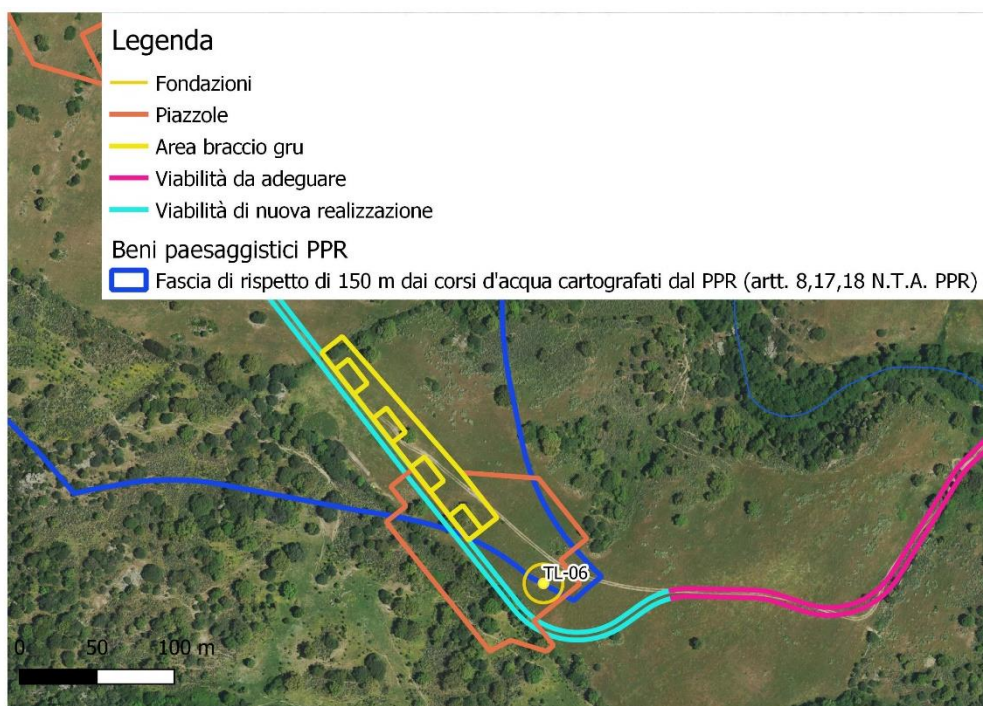 Legenda
Fondazioni
Piazzole
Area braccio gru
Viabilità da adeguare
Viabilità di nuova realizzazione
Beni paesaggistici PPR
Fascia di rispetto di 150 m dai corsi d'acqua cartografati dal PPR (artt. 8,17,18 N.T.A. PPR)
TL-06
0 50 100 m